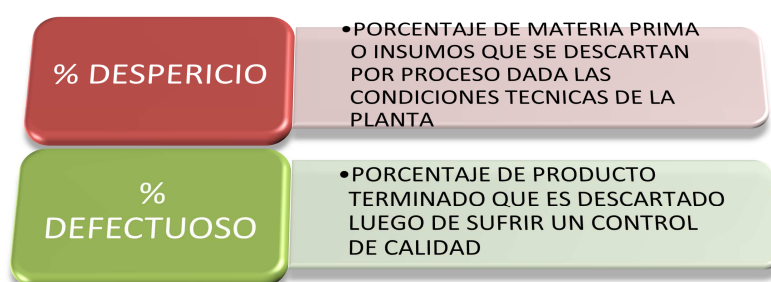 % DESPERICIO
•PORCENTAJE DE MATERIA PRIMA
O INSUMOS QUE SE DESCARTAN
POR PROCESO DADA LAS
CONDICIONES TECNICAS DE LA
PLANTA
%
DEFECTUOSO
•PORCENTAJE DE PRODUCTO
TERMINADO QUE ES DESCARTADO
LUEGO DE SUFRIR UN CONTROL
DE CALIDAD